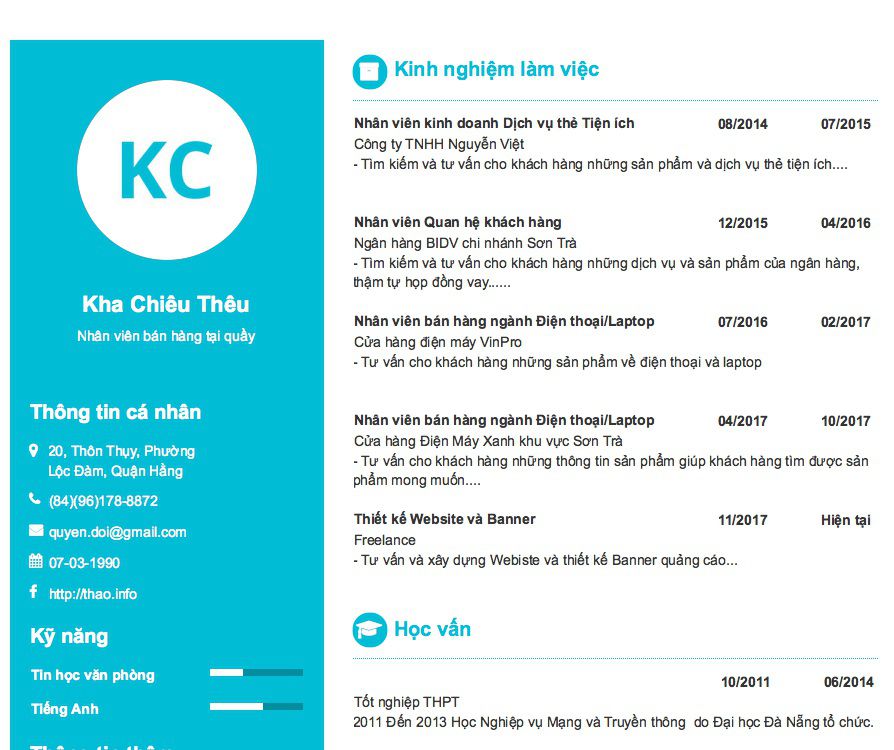 KC
Kha Chiêu Thêu
Nhân viên bán hàng tại quầy
Thông tin cá nhân
20, Thôn Thụy, Phường
Lộc Đàm, Quận Hằng
(84)(96)178-8872
quyen.doi@gmail.com
07-03-1990
http://thao.info
Kỹ năng
Tin học văn phòng
Tiếng Anh
Thông tin thêm
Kinh nghiệm làm việc
Nhân viên kinh doanh Dịch vụ thẻ Tiện ích 08/2014 07/2015
Công ty TNHH Nguyễn Việt
- Tìm kiếm và tư vấn cho khách hàng những sản phẩm và dịch vụ thẻ tiện ích....
Nhân viên Quan hệ khách hàng 12/2015 04/2016
Ngân hàng BIDV chi nhánh Sơn Trà
- Tìm kiếm và tư vấn cho khách hàng những dịch vụ và sản phẩm của ngân hàng,
thậm tự họp đồng vay......
Nhân viên bán hàng ngành Điện thoại/Laptop 07/2016 02/2017
Cửa hàng điện máy VinPro
- Tư vấn cho khách hàng những sản phẩm về điện thoại và laptop
Nhân viên bán hàng ngành Điện thoại/Laptop 04/2017 10/2017
Cửa hàng Điện Máy Xanh khu vực Sơn Trà
- Tư vấn cho khách hàng những thông tin sản phẩm giúp khách hàng tìm được sản
phẩm mong muốn....
Thiết kế Website và Banner 11/2017 Hiện tại
Freelance
- Tư vấn và xây dựng Webiste và thiết kế Banner quảng cáo...
Học vấn
10/2011 06/2014
Tốt nghiệp THPT
2011 Đến 2013 Học Nghiệp vụ Mạng và Truyền thông do Đại học Đà Nẵng tổ chức.